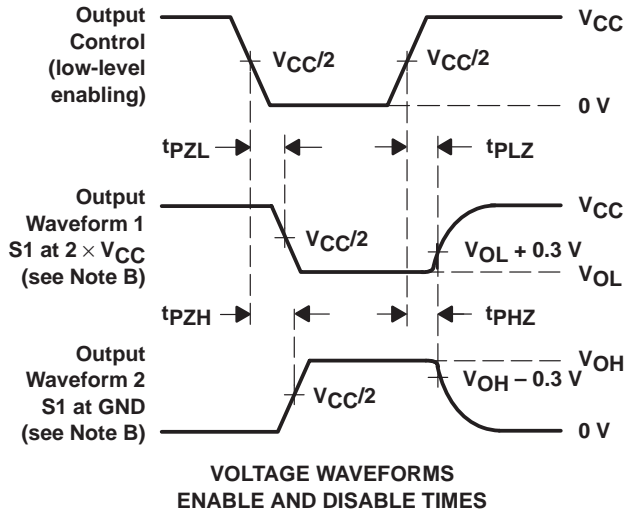 Output
Control
(low-level
enabling)
VCC/2
VCC/2
VCC
0 V
tPZL
tPLZ
Output
Waveform 1
S1 at 2 × VCC
(see Note B)
VCC/2
VCC
VOL + 0.3 V
VOL
tPZH
tPHZ
Output
Waveform 2
S1 at GND
(see Note B)
VCC/2
VOH
VOH – 0.3 V
0 V
VOLTAGE WAVEFORMS
ENABLE AND DISABLE TIMES